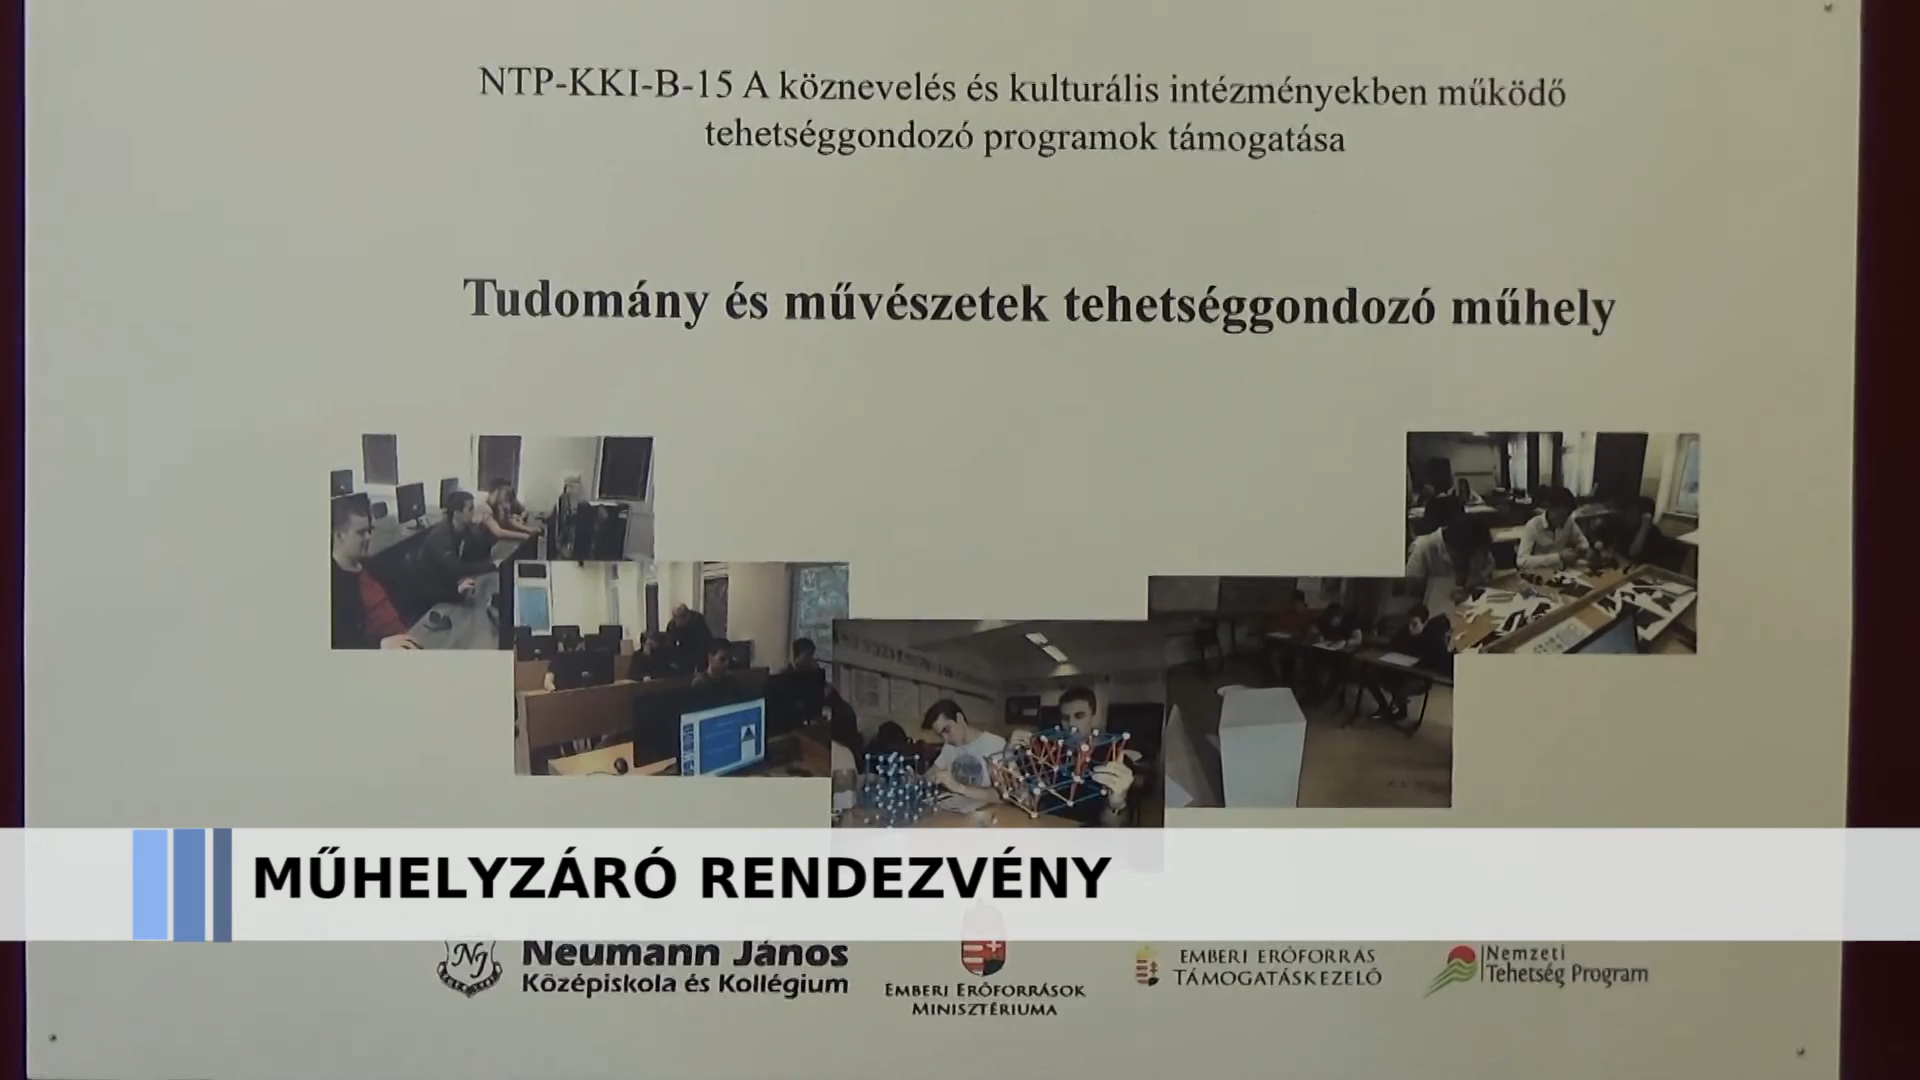 NTP-KKI-B-15 A köznevelés és kulturális intézményekben működő
tehetséggondozó programok támogatása
Tudomány és művészetek tehetséggondozó műhely
MŰHELYZÁRÓ RENDEZVÉNY
NJ
Neumann János
Középiskola és Kollégium
EMBERI ERŐFORRÁSOK
MINISZTÉRIUMA
EMBERI ERŐFORRÁS
TÁMOGATÁSKEZELŐ
Nemzeti
Tehetség Program